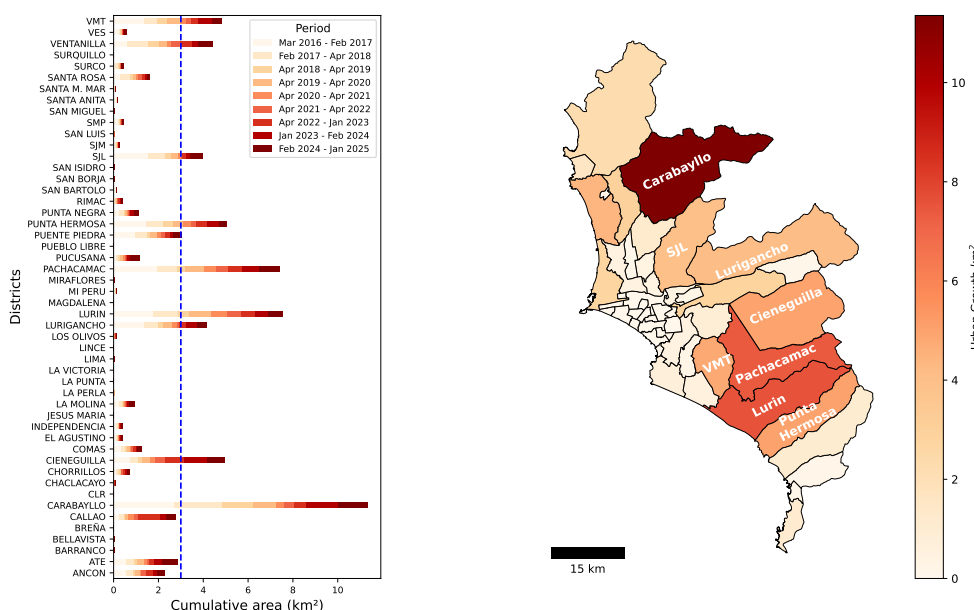 VMT
VES
VENTANILLA
SURQUILLO
SURCO
SANTA ROSA
SANTA M. MAR
SANTA ANITA
SAN MIGUEL
SMP
SAN LUIS
SJM
SJL
SAN ISIDRO
SAN BORJA
SAN BARTOLO
RIMAC
PUNTA NEGRA
PUNTA HERMOSA
PUENTE PIEDRA
PUEBLO LIBRE
PUCUSANA
PACHACAMAC
MIRAFLORES
MI PERU
MAGDALENA
LURIN
LURIGANCHO
LOS OLIVOS
LINCE
LIMA
LA VICTORIA
LA PUNTA
LA PERLA
LA MOLINA
JESUS MARIA
INDEPENDENCIA
EL AGUSTINO
COMAS
CIENEGUILLA
CHORRILLOS
CHACLACAYO
CLR
CARABAYLLO
CALLAO
BREÑA
BELLAVISTA
BARRANCO
ATE
ANCON
Districts
0 2 4 6 8 10
Cumulative area (km²)
Period
Mar 2016 - Feb 2017
Feb 2017 - Apr 2018
Apr 2018 - Apr 2019
Apr 2019 - Apr 2020
Apr 2020 - Apr 2021
Apr 2021 - Apr 2022
Apr 2022 - Jan 2023
Jan 2023 - Feb 2024
Feb 2024 - Jan 2025
Carabayllo
SJL
Lurigancho
Cieneguilla
VMT
Pachacamac
Lurin
Punta
Hermosa
15 km
10
8
6
4
2
0